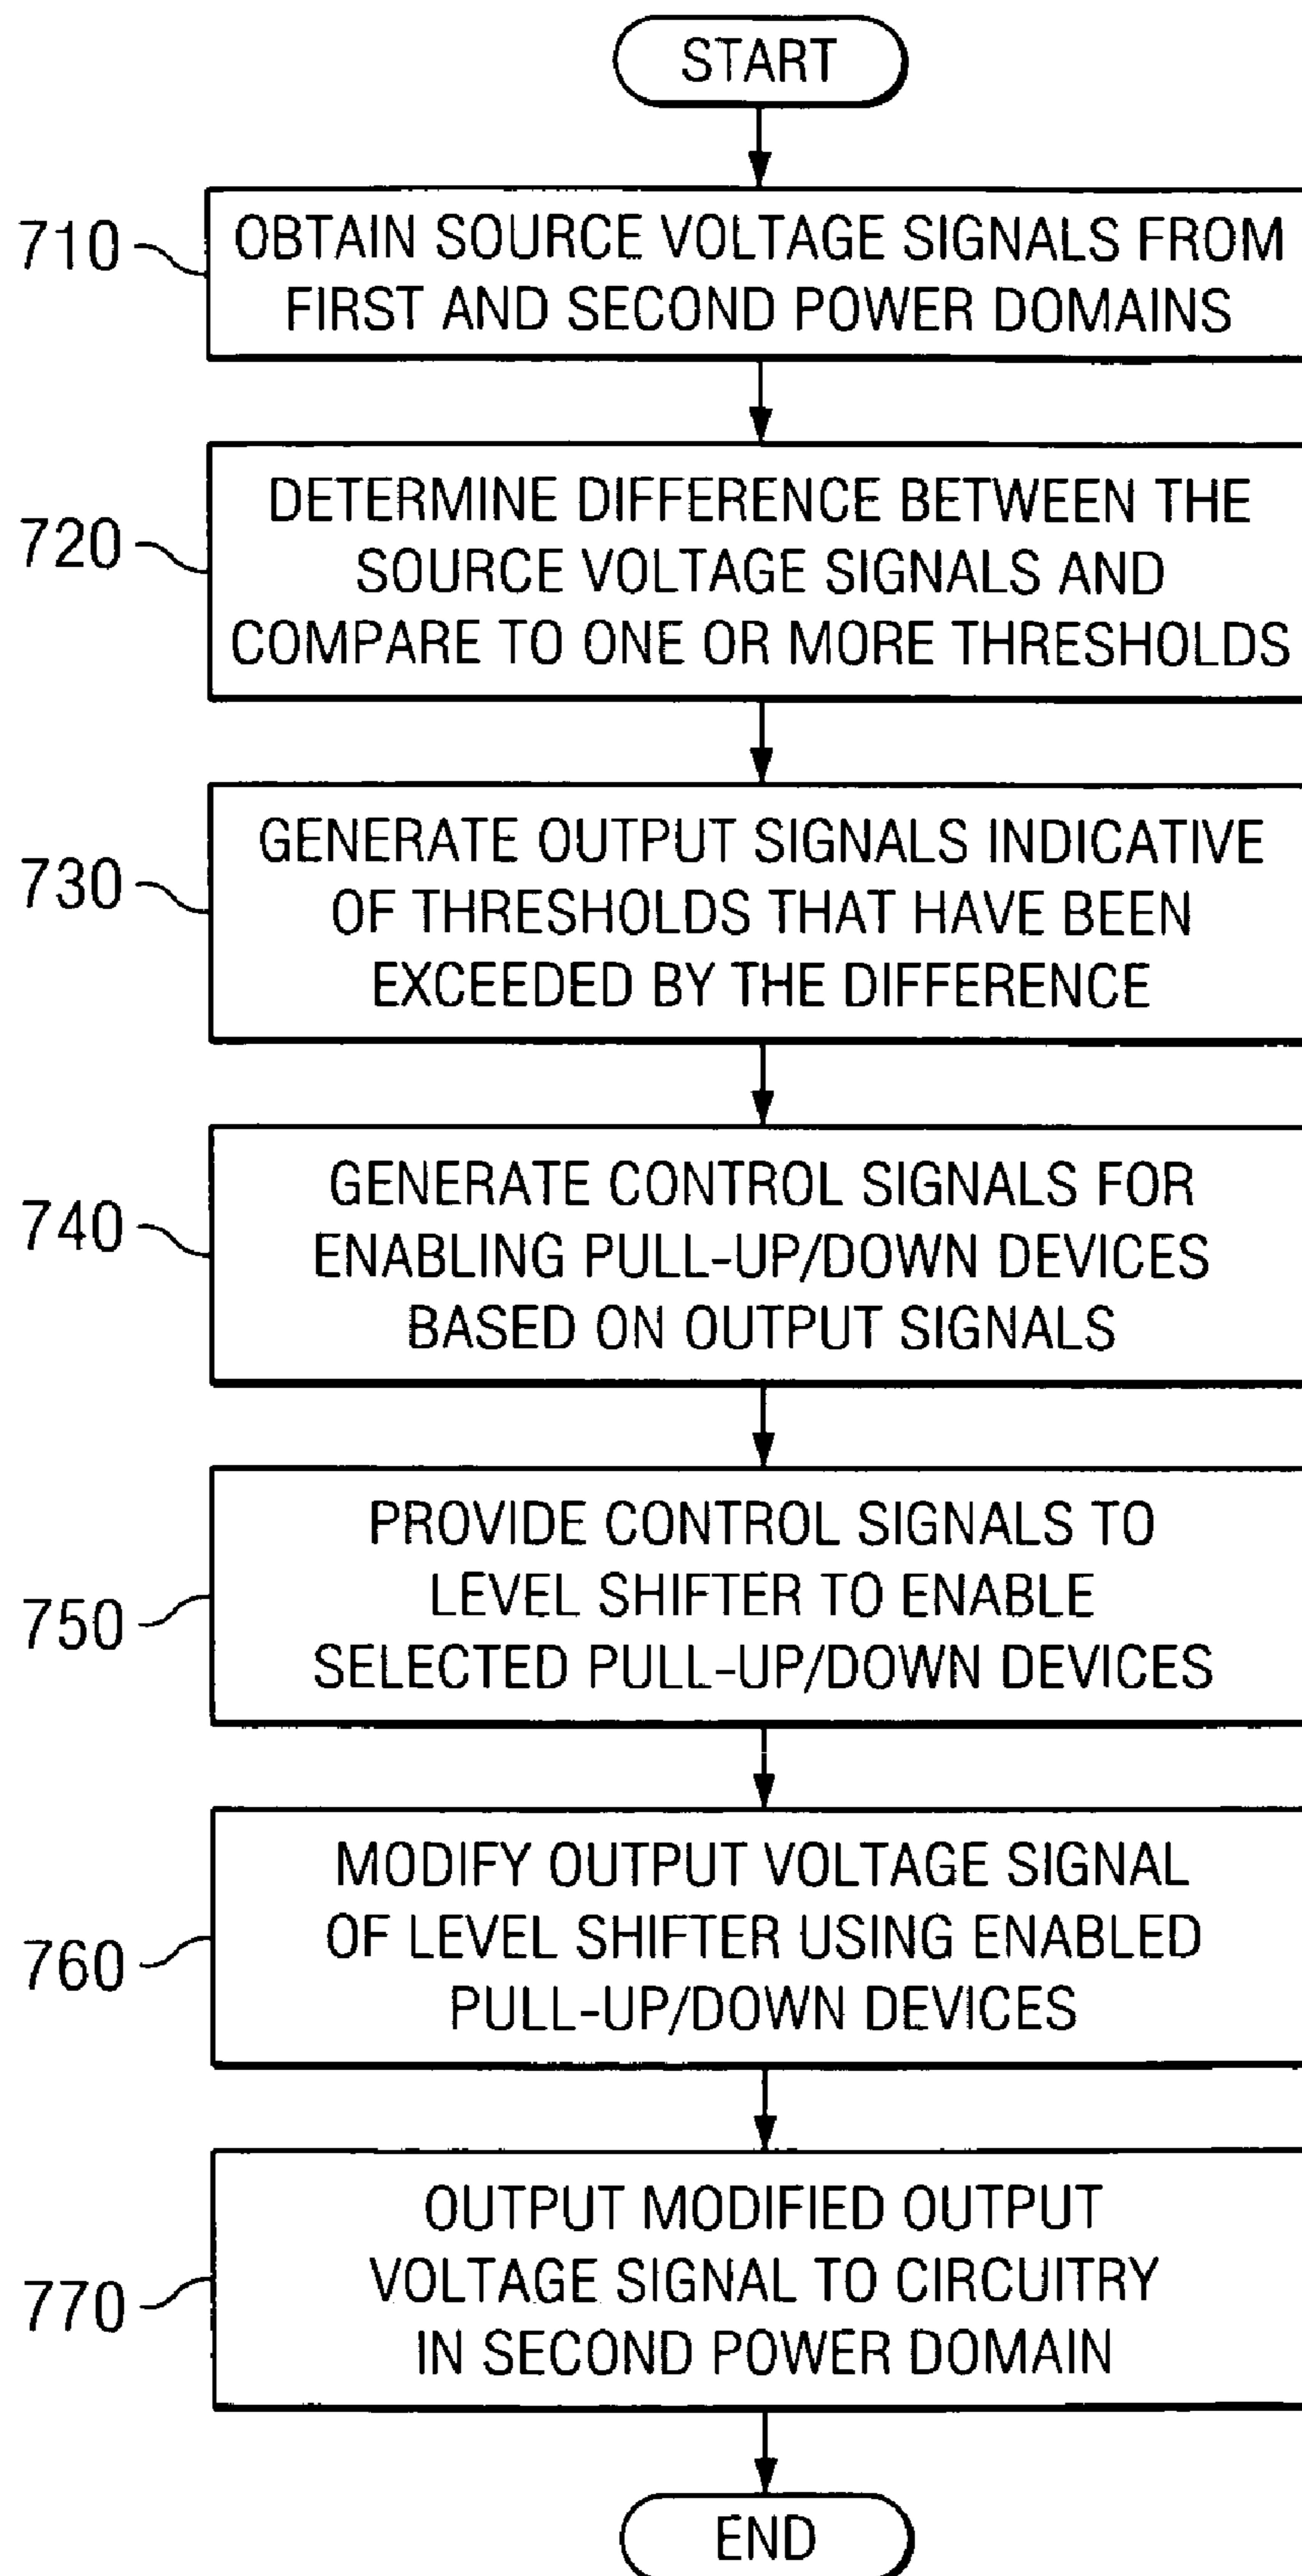 START
710
OBTAIN SOURCE VOLTAGE SIGNALS FROM
FIRST AND SECOND POWER DOMAINS
720
DETERMINE DIFFERENCE BETWEEN THE
SOURCE VOLTAGE SIGNALS AND
COMPARE TO ONE OR MORE THRESHOLDS
730
GENERATE OUTPUT SIGNALS INDICATIVE
OF THRESHOLDS THAT HAVE BEEN
EXCEEDED BY THE DIFFERENCE
740
GENERATE CONTROL SIGNALS FOR
ENABLING PULL-UP/DOWN DEVICES
BASED ON OUTPUT SIGNALS
750
PROVIDE CONTROL SIGNALS TO
LEVEL SHIFTER TO ENABLE
SELECTED PULL-UP/DOWN DEVICES
760
MODIFY OUTPUT VOLTAGE SIGNAL
OF LEVEL SHIFTER USING ENABLED
PULL-UP/DOWN DEVICES
770
OUTPUT MODIFIED OUTPUT
VOLTAGE SIGNAL TO CIRCUITRY
IN SECOND POWER DOMAIN
END